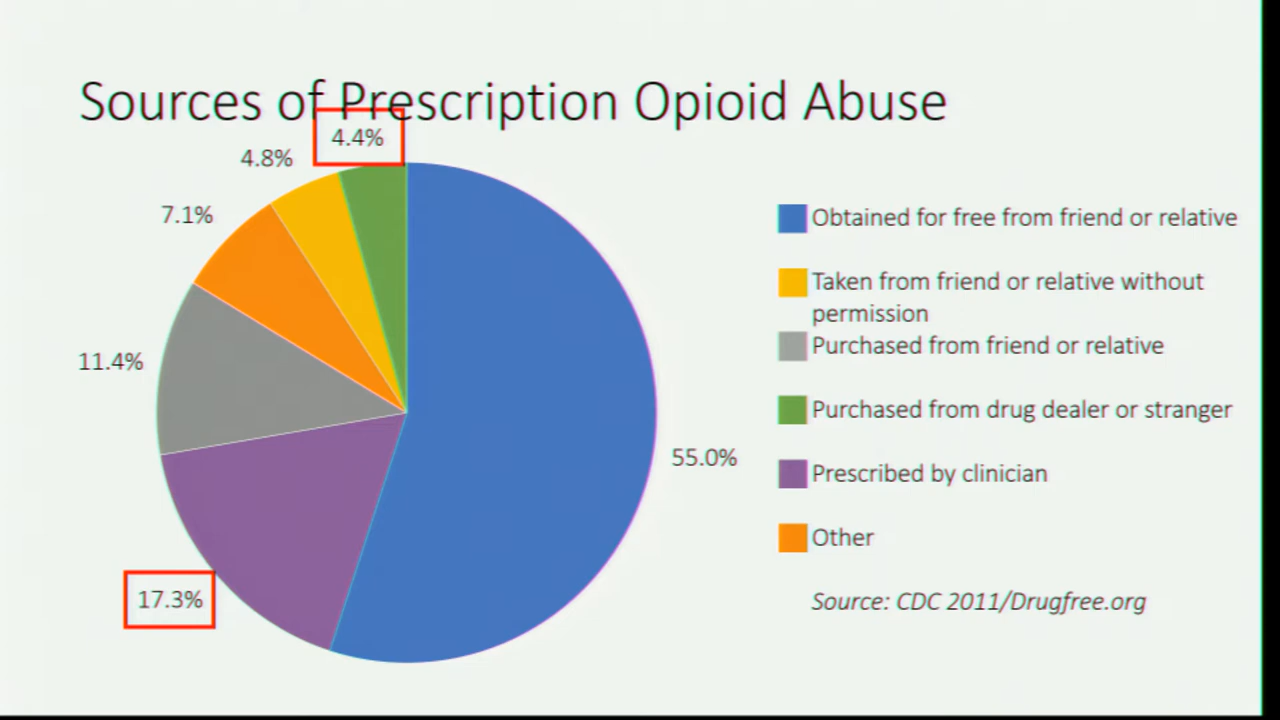 Sources of Prescription Opioid Abuse
4.4%
4.8%
7.1%
11.4%
17.3%
55.0%
Obtained for free from friend or relative
Taken from friend or relative without
permission
Purchased from friend or relative
Purchased from drug dealer or stranger
Prescribed by clinician
Other
Source: CDC 2011/Drugfree.org